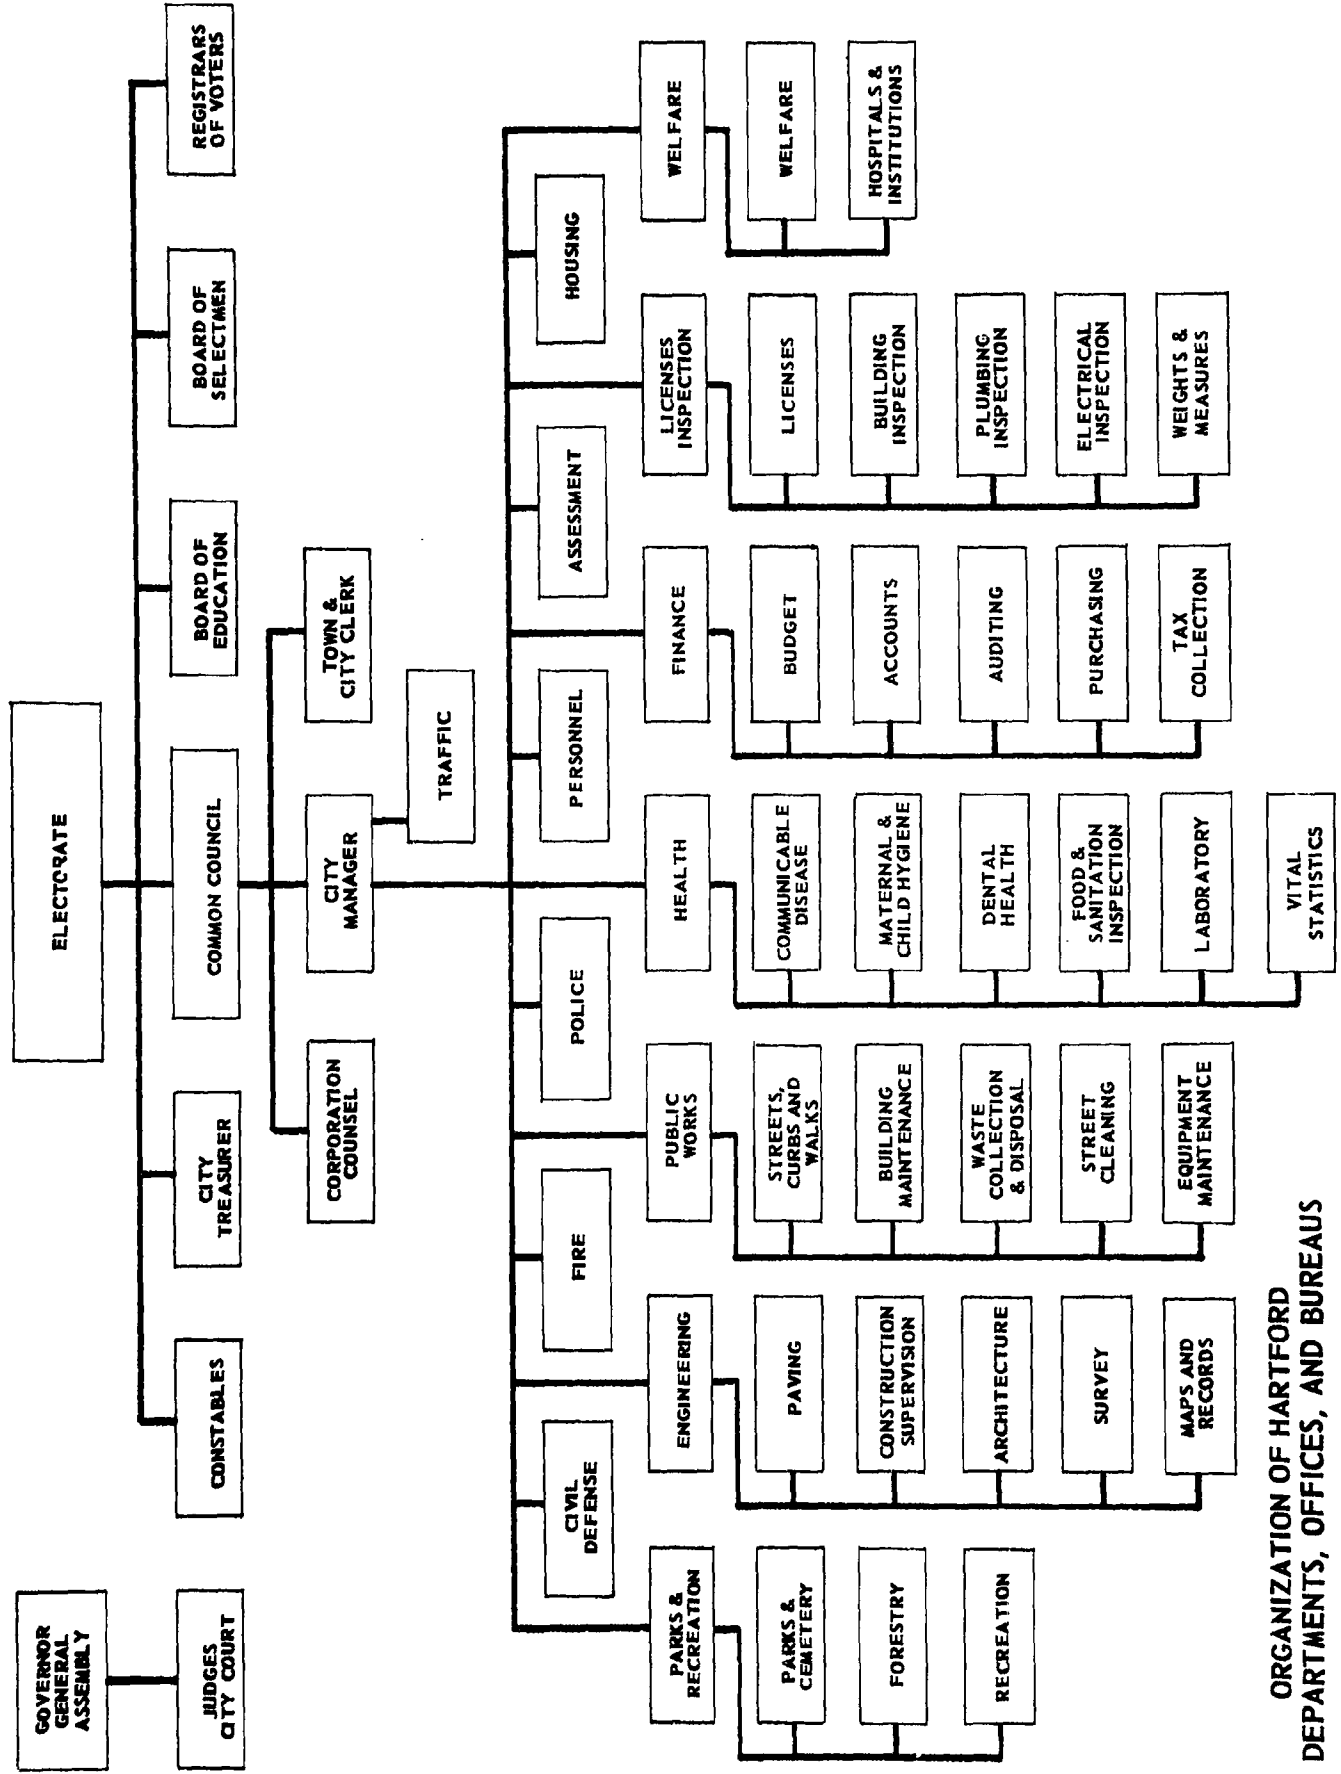 GOVERNOR
GENERAL
ASSEMBLY
JUDGES
CITY COURT
ELECTORATE
CONSTABLES
CITY
TREASURER
COMMON COUNCIL
BOARD OF
EDUCATION
BOARD OF
SELECTMEN
REGISTRARS
OF VOTERS
CORPORATION
COUNSEL
CITY
MANAGER
TOWN &
CITY CLERK
TRAFFIC
CIVIL
DEFENSE
FIRE
POLICE
PERSONNEL
ASSESSMENT
HOUSING
PARKS &
RECREATION
PARKS &
CEMETERY
FORESTRY
RECREATION
ENGINEERING
PAVING
CONSTRUCTION
SUPERVISION
ARCHITECTURE
SURVEY
MAPS AND
RECORDS
PUBLIC
WORKS
STREETS,
CURBS AND
WALKS
BUILDING
MAINTENANCE
WASTE
COLLECTION
& DISPOSAL
STREET
CLEANING
EQUIPMENT
MAINTENANCE
HEALTH
COMMUNICABLE
DISEASE
MATERNAL &
CHILD HYGIENE
DENTAL
HEALTH
FOOD &
SANITATION
INSPECTION
LABORATORY
VITAL
STATISTICS
FINANCE
BUDGET
ACCOUNTS
AUDITING
PURCHASING
TAX
COLLECTION
LICENSES
INSPECTION
LICENSES
BUILDING
INSPECTION
PLUMBING
INSPECTION
ELECTRICAL
INSPECTION
WEIGHTS &
MEASURES
WELFARE
WELFARE
HOSPITALS &
INSTITUTIONS
ORGANIZATION OF HARTFORD
DEPARTMENTS, OFFICES, AND BUREAUS